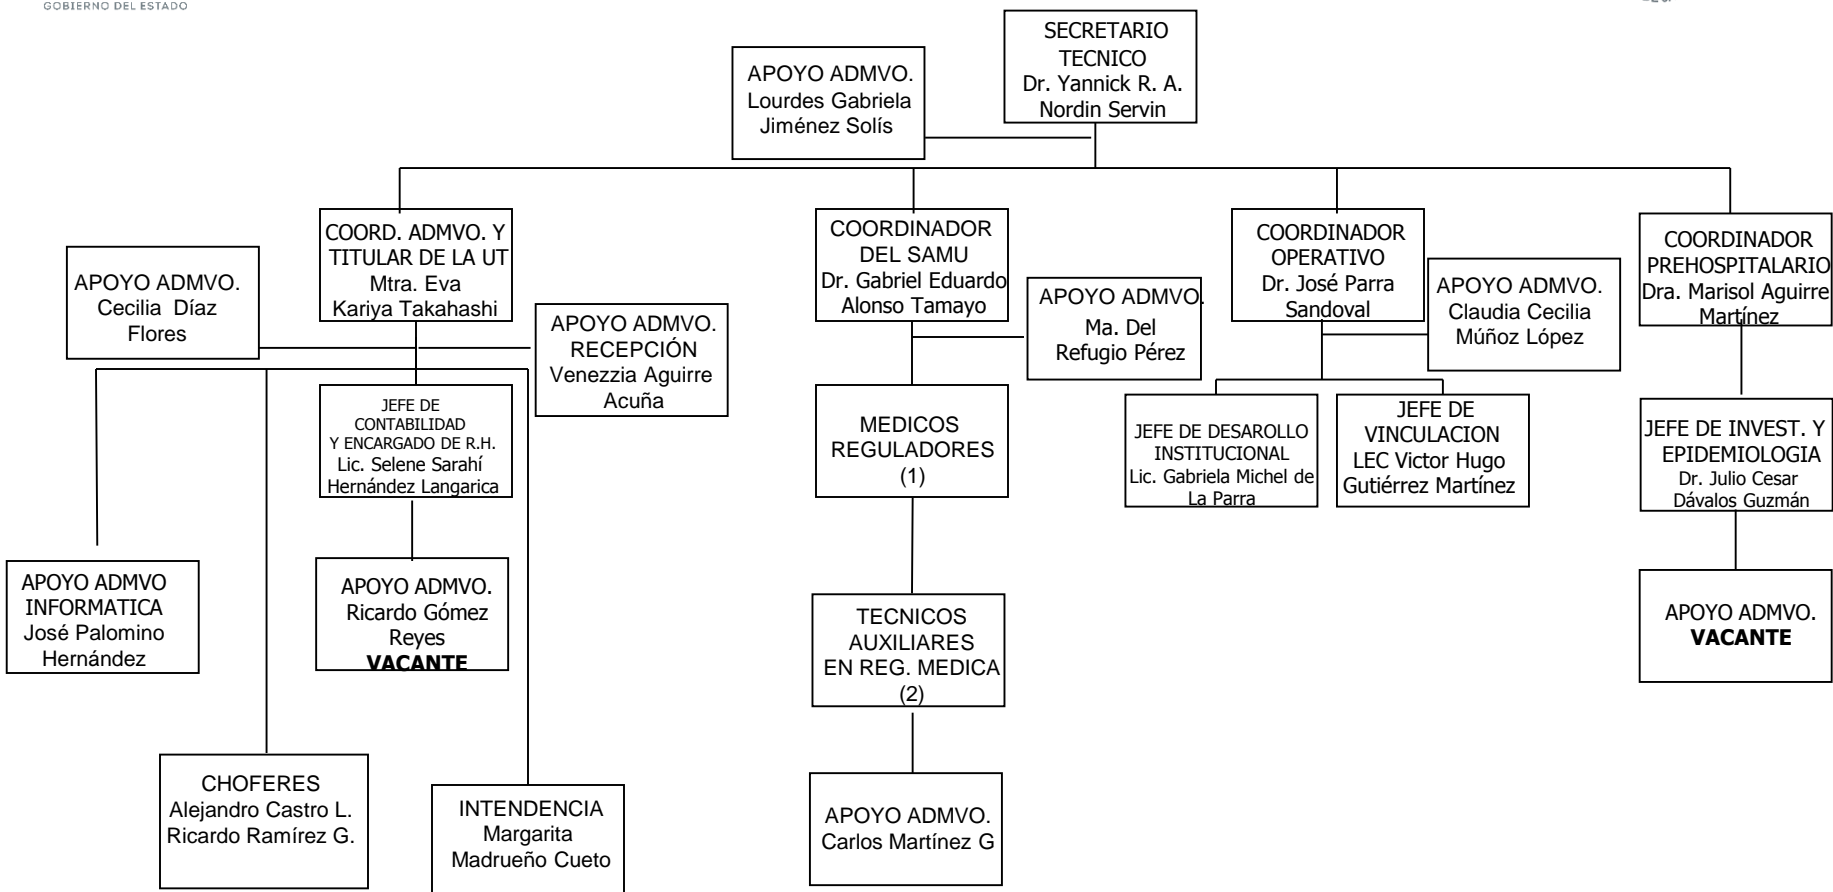 GOBIERNO DEL ESTADO
SECRETARIO
TECNICO
Dr. Yannick R. A.
Nordin Servin
APOYO ADMVO.
Lourdes Gabriela
Jiménez Solís
COORD. ADMVO. Y
TITULAR DE LA UT
Mtra. Eva
Kariya Takahashi
APOYO ADMVO.
Cecilia Díaz
Flores
APOYO ADMVO.
RECEPCIÓN
Venezzia Aguirre
Acuña
COORDINADOR
DEL SAMU
Dr. Gabriel Eduardo
Alonso Tamayo
APOYO ADMVO.
Ma. Del
Refugio Pérez
COORDINADOR
OPERATIVO
Dr. José Parra
Sandoval
APOYO ADMVO.
Claudia Cecilia
Múñoz López
COORDINADOR
PREHOSPITALARIO
Dra. Marisol Aguirre
Martínez
JEFE DE
CONTABILIDAD
Y ENCARGADO DE R.H.
Lic. Selene Sarahí
Hernández Langarica
MEDICOS
REGULADORES
(1)
JEFE DE DESAROLLO
INSTITUCIONAL
Lic. Gabriela Michel de
La Parra
JEFE DE
VINCULACION
LEC Victor Hugo
Gutiérrez Martínez
JEFE DE INVEST. Y
EPIDEMIOLOGIA
Dr. Julio Cesar
Dávalos Guzmán
APOYO ADMVO
INFORMATICA
José Palomino
Hernández
APOYO ADMVO.
Ricardo Gómez
Reyes
VACANTE
TECNICOS
AUXILIARES
EN REG. MEDICA
(2)
APOYO ADMVO.
VACANTE
CHOFERES
Alejandro Castro L.
Ricardo Ramírez G.
INTENDENCIA
Margarita
Madrueño Cueto
APOYO ADMVO.
Carlos Martínez G